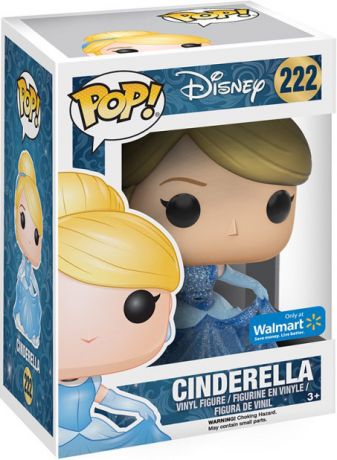 POP!
Disney
222
Only at
Walmart
Save money. Live better.
CINDERELLA
VINYL FIGURE / FIGURINE EN VINYLE /
FIGURA DE VINIL
3+
WARNING: CHOKING HAZARD.
May contain small parts.
CINDERELLA
222